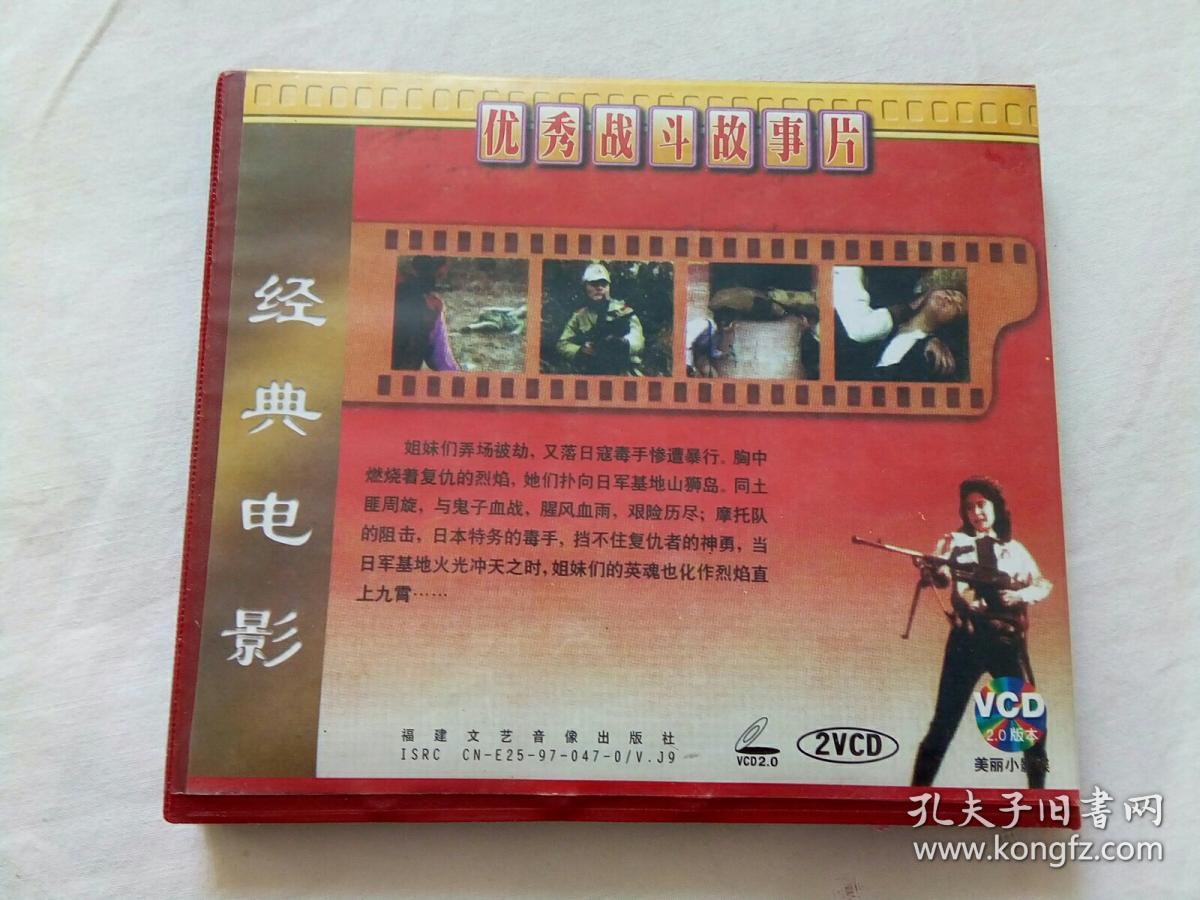 优秀战斗故事片
经典电影
姐妹们弄场被劫，又落日寇毒手惨遭暴行。胸中
燃烧着复仇的烈焰，她们扑向日军基地山狮岛。同土
匪周旋，与鬼子血战，腥风血雨，艰险历尽；摩托队
的阻击，日本特务的毒手，挡不住复仇者的神勇，当
日军基地火光冲天之时，姐妹们的英魂也化作烈焰直
上九霄……
福建文艺音像出版社
ISRC CN-E25-97-047-0/V.J9
VCD2.0
2VCD
VCD
2.0版本
美丽小
孔夫子旧书网
www.kongfz.com